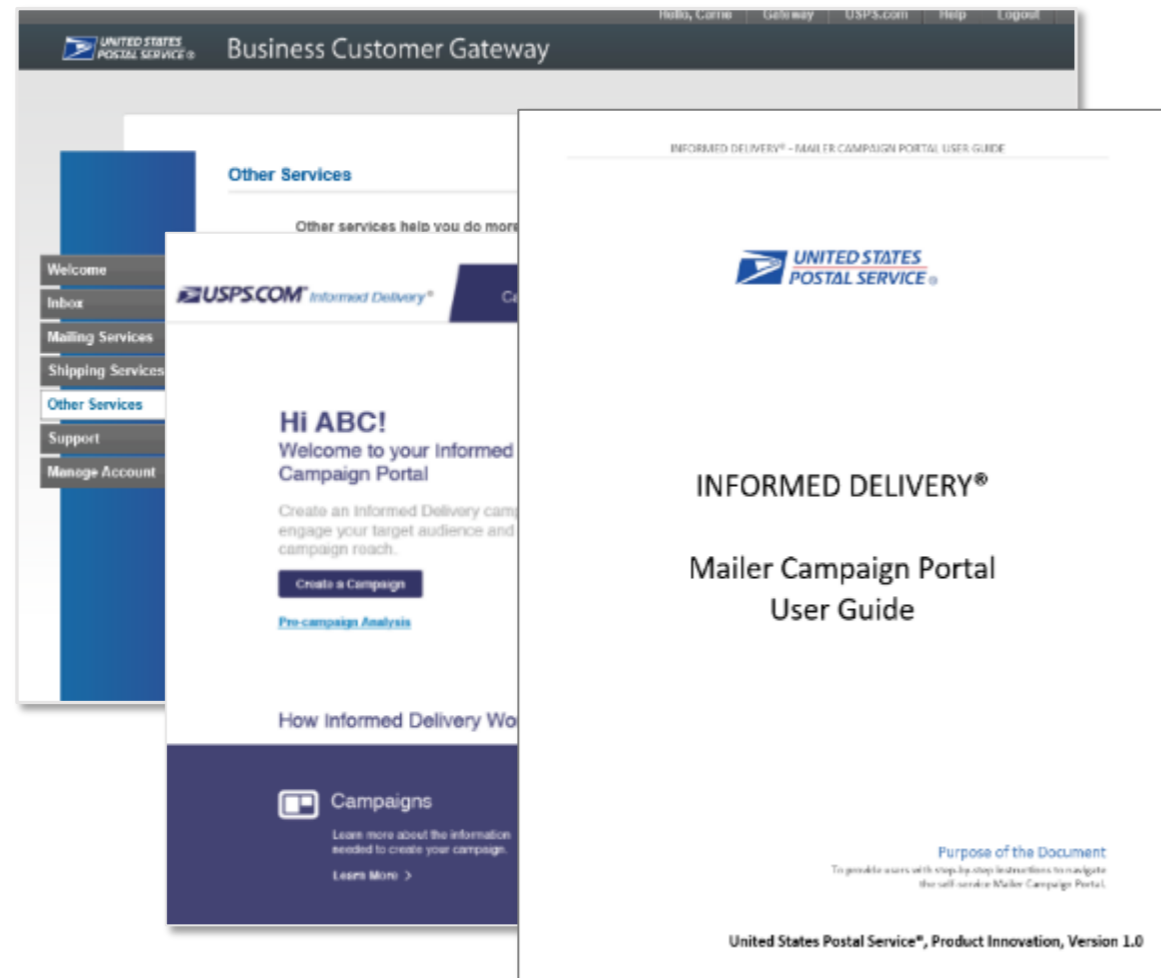 Hello, Carrie Gateway USPS.com Help Logout
UNITED STATES
POSTAL SERVICE ®
Business Customer Gateway
Other Services
Other services help you do more
Welcome
Inbox
Mailing Services
Shipping Services
Other Services
Support
Manage Account
USPS.COM® Informed Delivery®
Hi ABC!
Welcome to your Informed
Campaign Portal
Create an Informed Delivery
engage your target audience and
campaign reach.
Create a Campaign
Pre-campaign Analysis
How Informed Delivery Wo
Campaigns
Learn more about the information
needed to create your campaign.
Learn More >
INFORMED DELIVERY® - MAILER CAMPAIGN PORTAL USER GUIDE
UNITED STATES
POSTAL SERVICE ®
INFORMED DELIVERY®
Mailer Campaign Portal
User Guide
Purpose of the Document
To provide users with step-by-step instructions to navigate
the self-service Mailer Campaign Portal.
United States Postal Service®, Product Innovation, Version 1.0